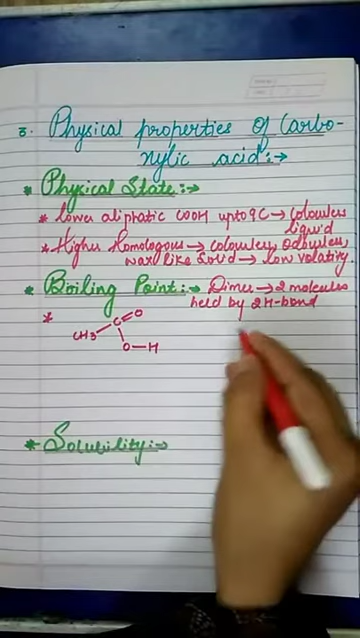 3. Physical properties of Carbo-
xylic acid:→
* Physical State:→
* Lower aliphatic COOH upto 9C → Colourless
liquid
* Higher Homologous → colourless, odourless,
wax like Solid → low volatility.
* Boiling Point:→ Dimer → 2 molecules
held by 2H-bond
*
CH3 C O
O—H
* Solubility:→